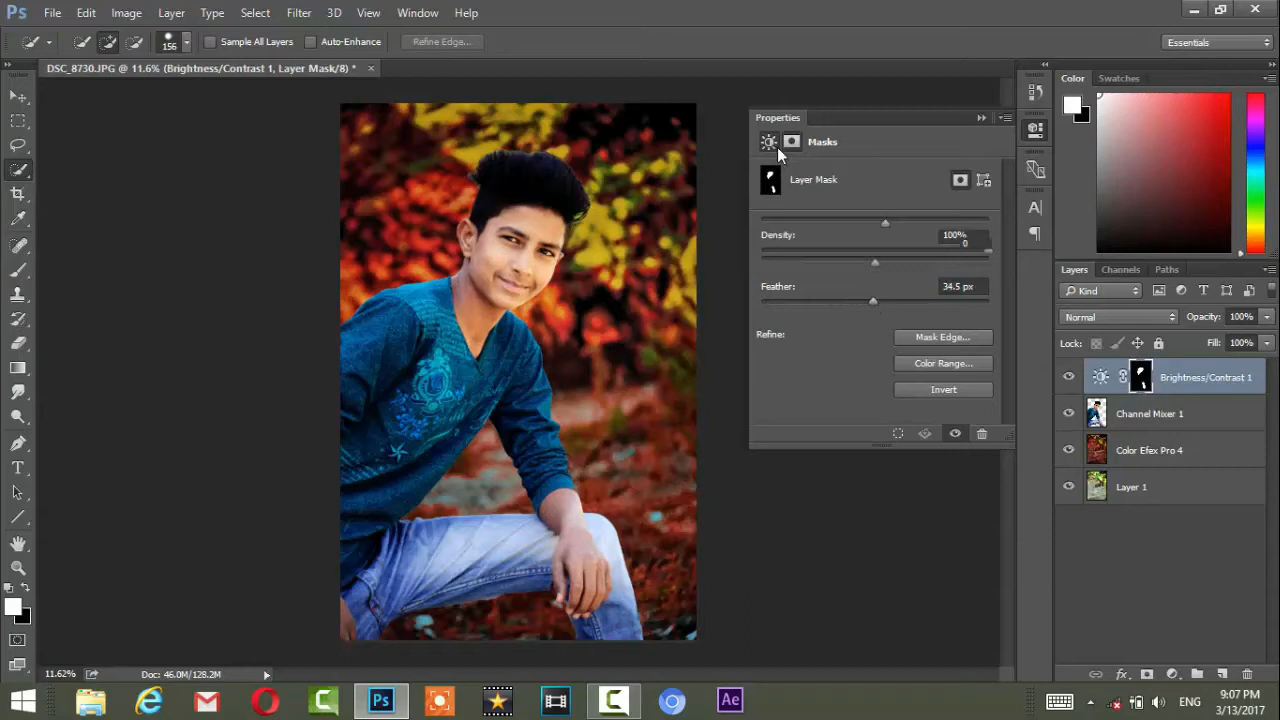 Ps File Edit Image Layer Type Select Filter 3D View Window Help
156 Sample All Layers Auto-Enhance Refine Edge... Essentials
DSC_8730.JPG @ 11.6% (Brightness/Contrast 1, Layer Mask/8) *
Properties
Masks
Layer Mask
Density: 100%
0
Feather: 34.5 px
Refine: Mask Edge...
Color Range...
Invert
Color Swatches
Layers Channels Paths
Kind
Normal Opacity: 100%
Lock: Fill: 100%
Brightness/Contrast 1
Channel Mixer 1
Color Efex Pro 4
Layer 1
11.62% Doc: 46.0M/128.2M
Ps Ae ENG 9:07 PM
3/13/2017